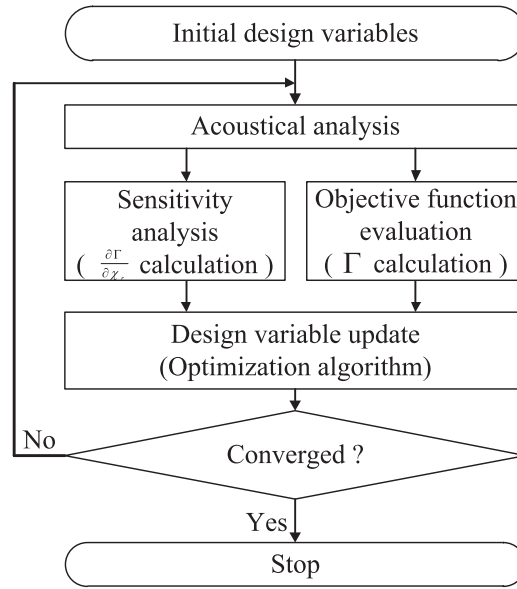 Initial design variables
Acoustical analysis
Sensitivity
analysis
( ∂Γ/∂χ calculation )
Objective function
evaluation
( Γ calculation )
Design variable update
(Optimization algorithm)
Converged ?
No
Yes
Stop